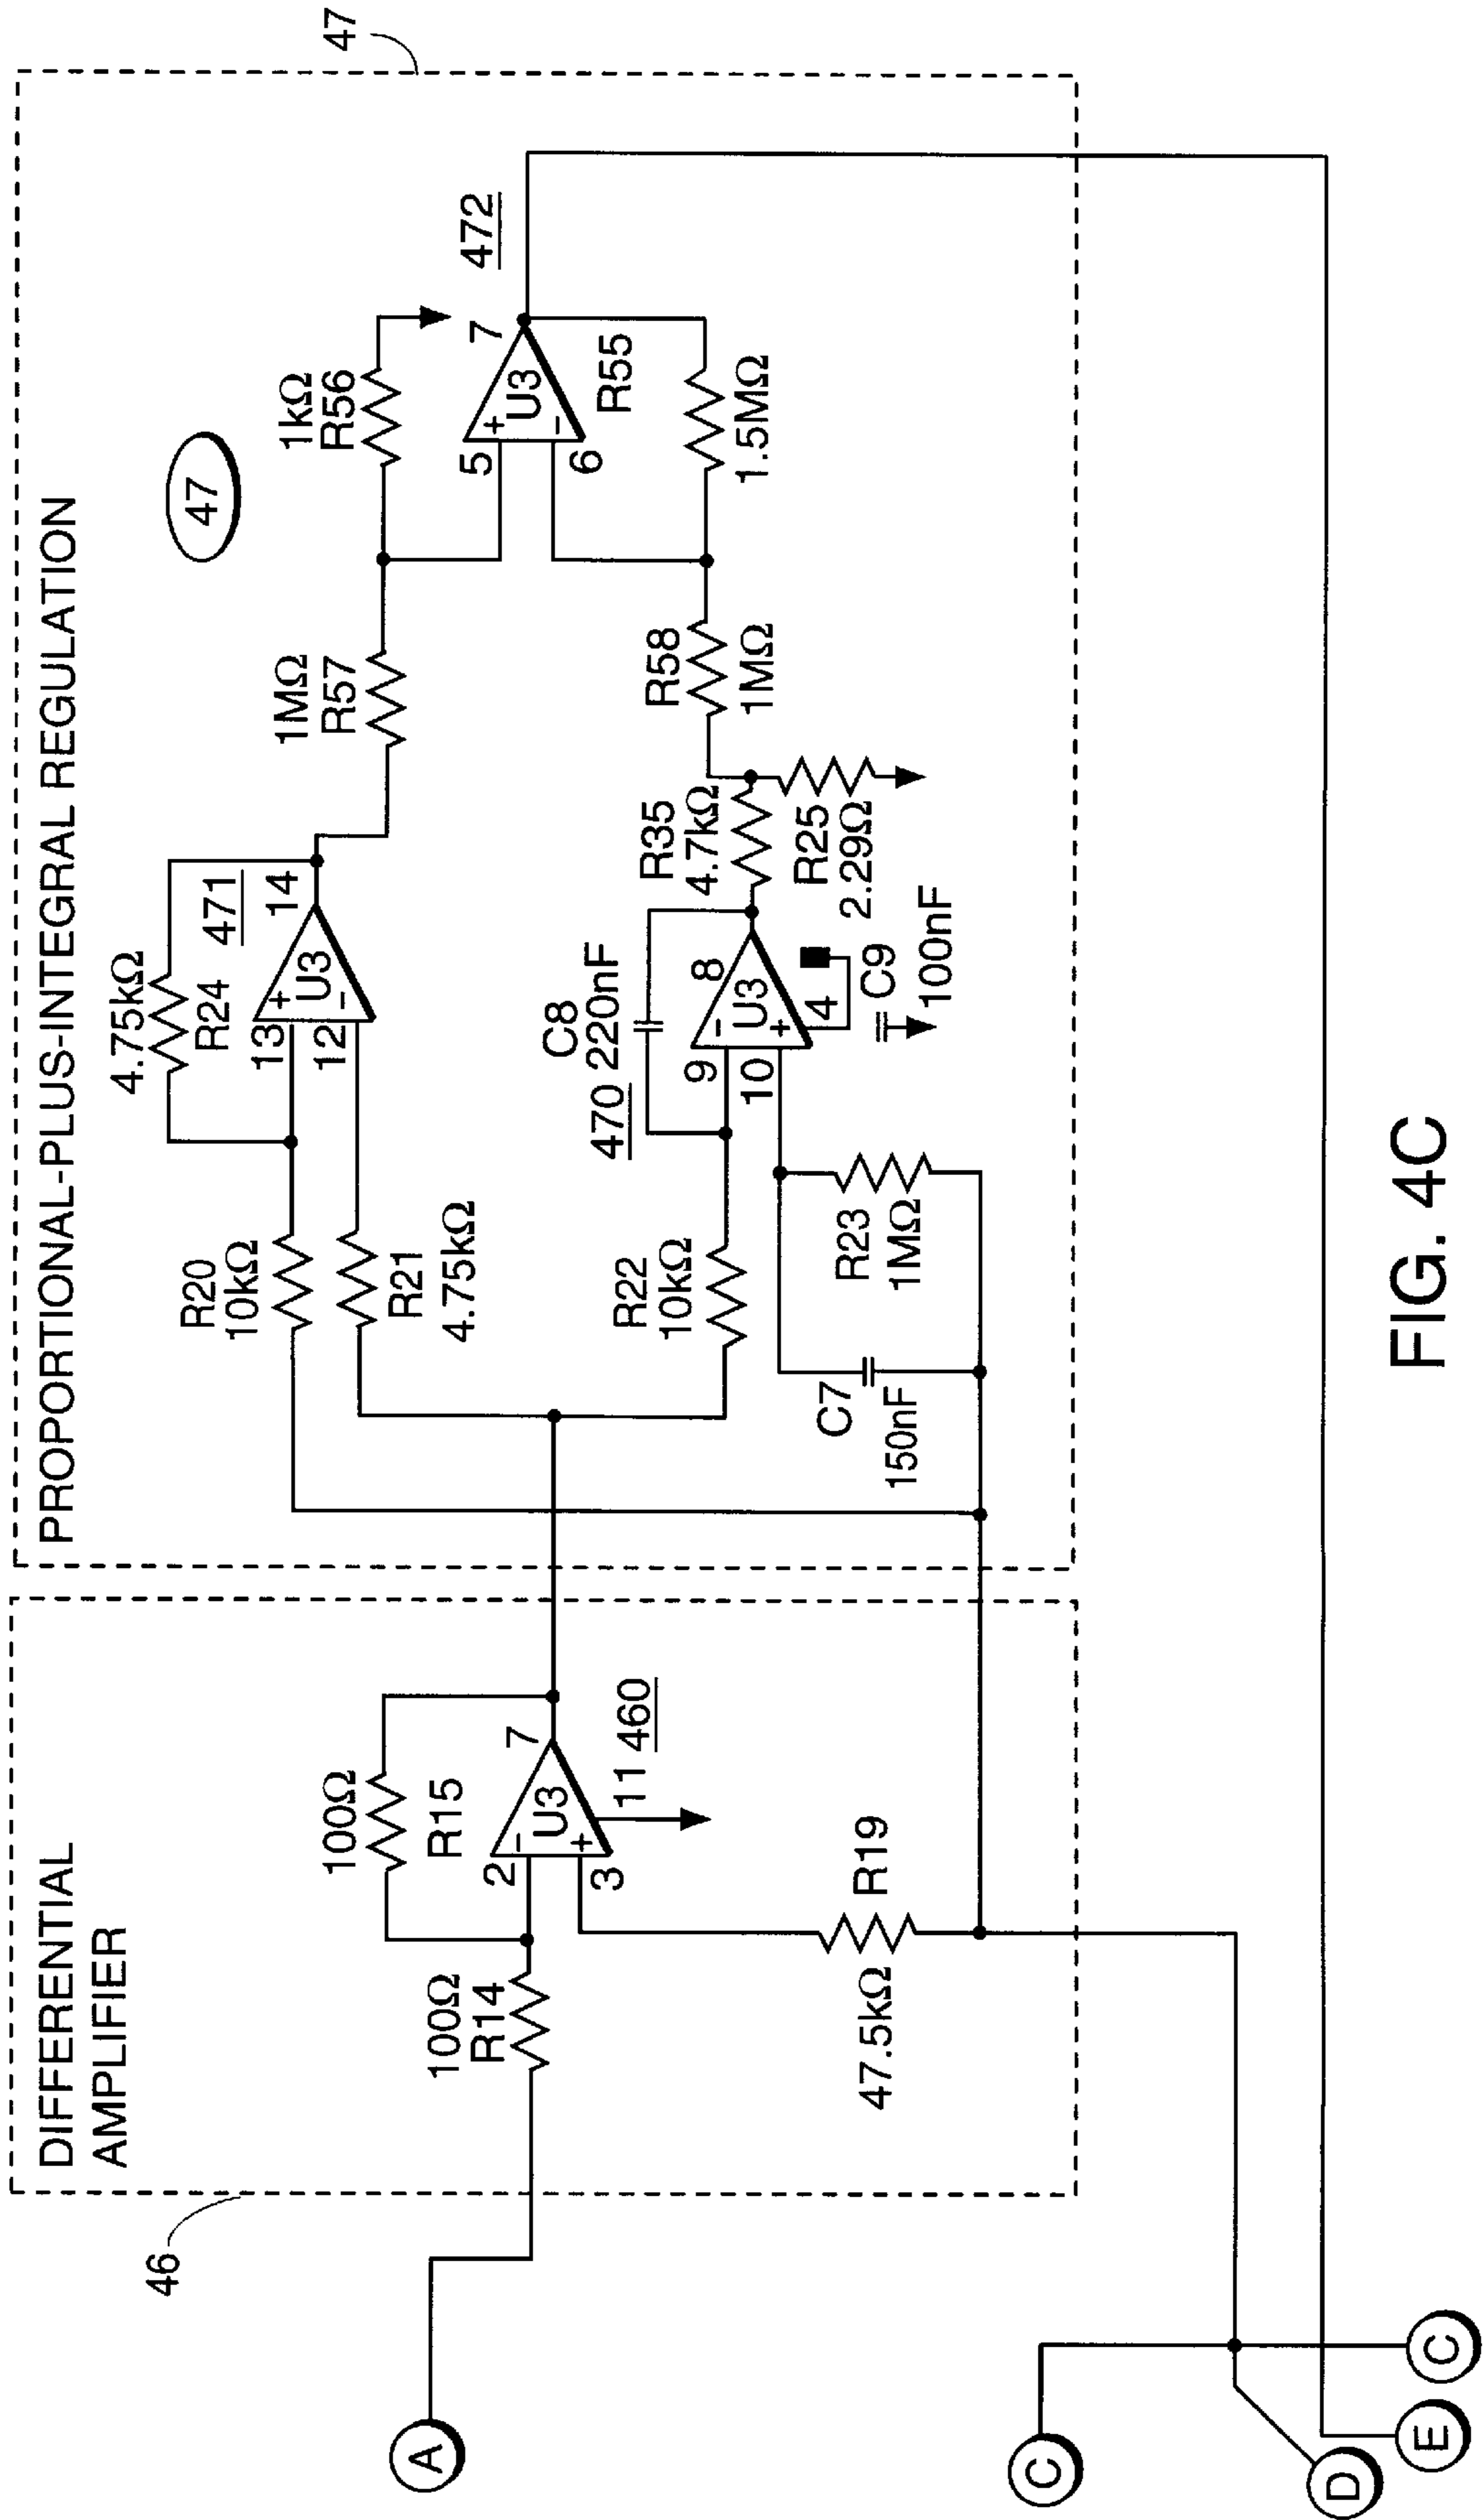 PROPORTIONAL-PLUS-INTEGRAL REGULATION
47
47
4.75kΩ
R24
471
13
12
14
+
-
U3
R20
10kΩ
R21
4.75kΩ
1MΩ
R57
1kΩ
R56
472
5
6
7
+
-
U3
R55
1.5MΩ
R58
1MΩ
R35
4.7kΩ
R25
2.29Ω
C8
220nF
470
9
10
8
-
+
U3
4
C9
100nF
R22
10kΩ
R23
1MΩ
C7
150nF
DIFFERENTIAL
AMPLIFIER
46
100Ω
R15
100Ω
R14
2
3
7
-
+
U3
11
460
R19
47.5kΩ
A
C
D
E
C
FIG. 4C